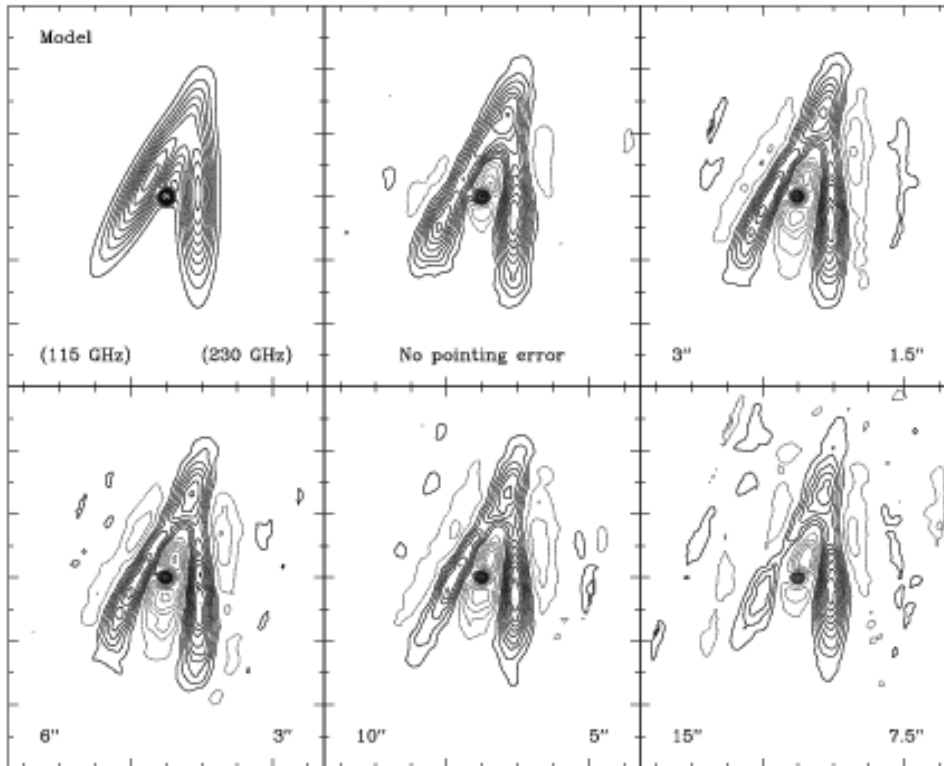 Model
(115 GHz) (230 GHz)
No pointing error
3" 1.5"
6" 3"
10" 5"
15" 7.5"